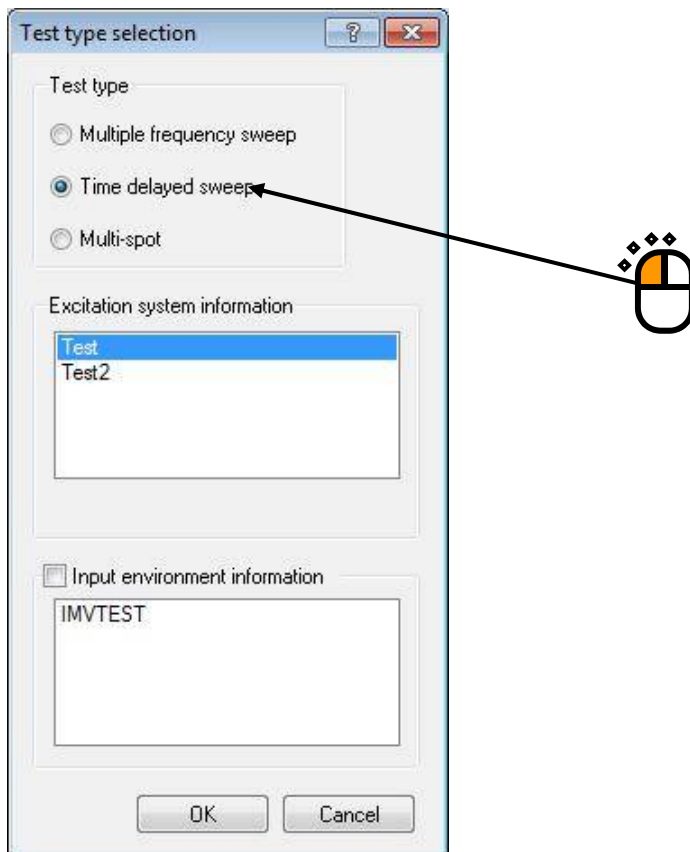 Test type selection
Test type
Multiple frequency sweep
Time delayed sweep
Multi-spot
Excitation system information
Test
Test2
Input environment information
IMVTEST
OK
Cancel